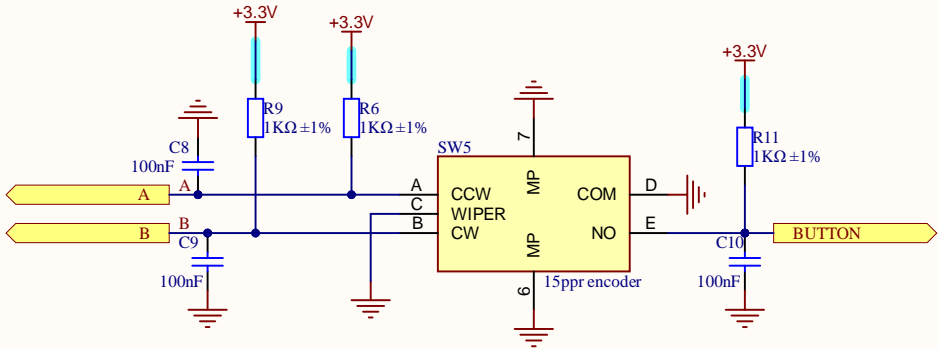 +3.3V
+3.3V
+3.3V
R9
1KΩ ±1%
R6
1KΩ ±1%
R11
1KΩ ±1%
C8
100nF
SW5
7
A
A
A
CCW
MP
COM
D
C
WIPER
B
B
B
CW
MP
NO
E
BUTTON
C9
100nF
6
15ppr encoder
C10
100nF